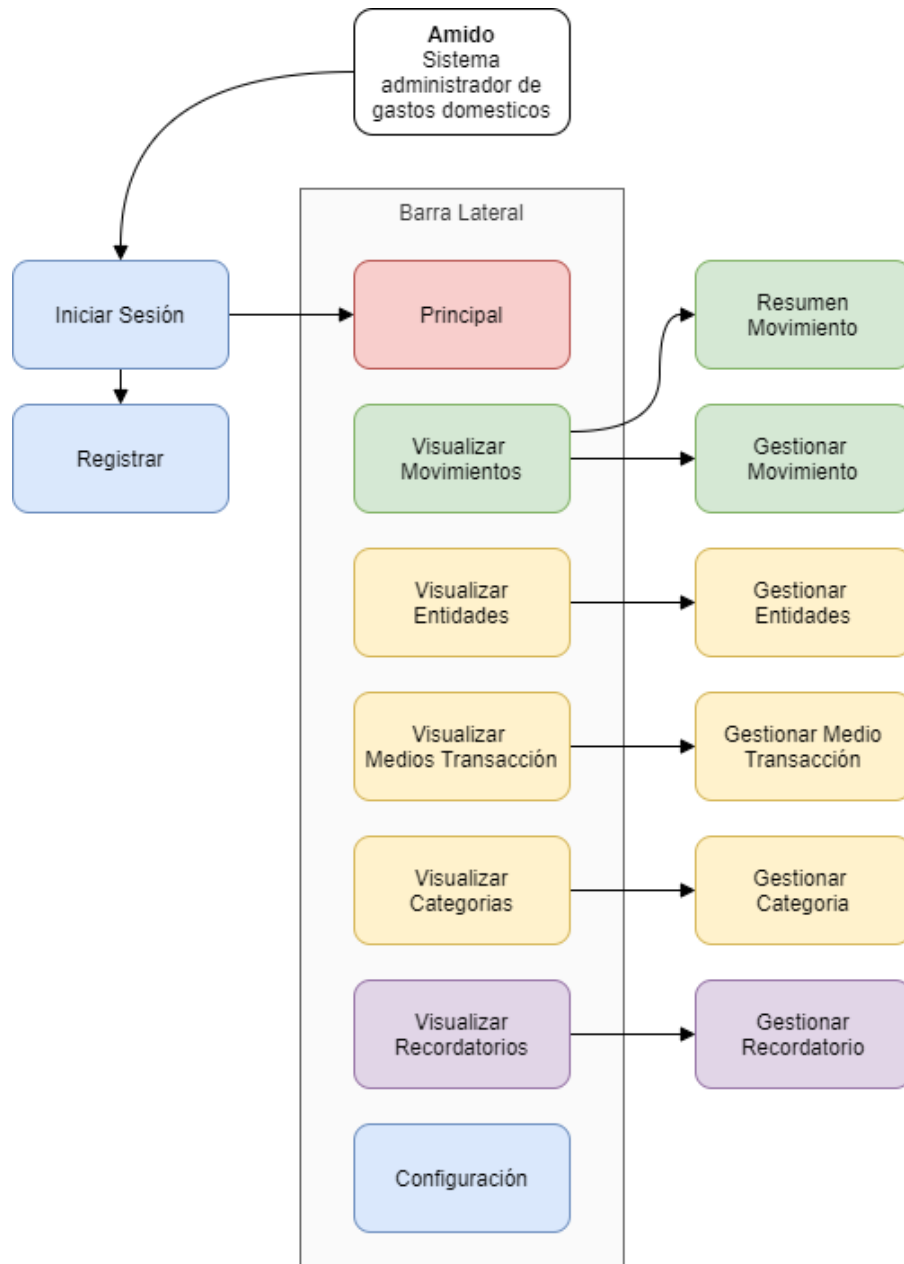 Amido
Sistema
administrador de
gastos domesticos
Barra Lateral
Iniciar Sesión
Principal
Resumen
Movimiento
Registrar
Visualizar
Movimientos
Gestionar
Movimiento
Visualizar
Entidades
Gestionar
Entidades
Visualizar
Medios Transacción
Gestionar Medio
Transacción
Visualizar
Categorias
Gestionar
Categoria
Visualizar
Recordatorios
Gestionar
Recordatorio
Configuración